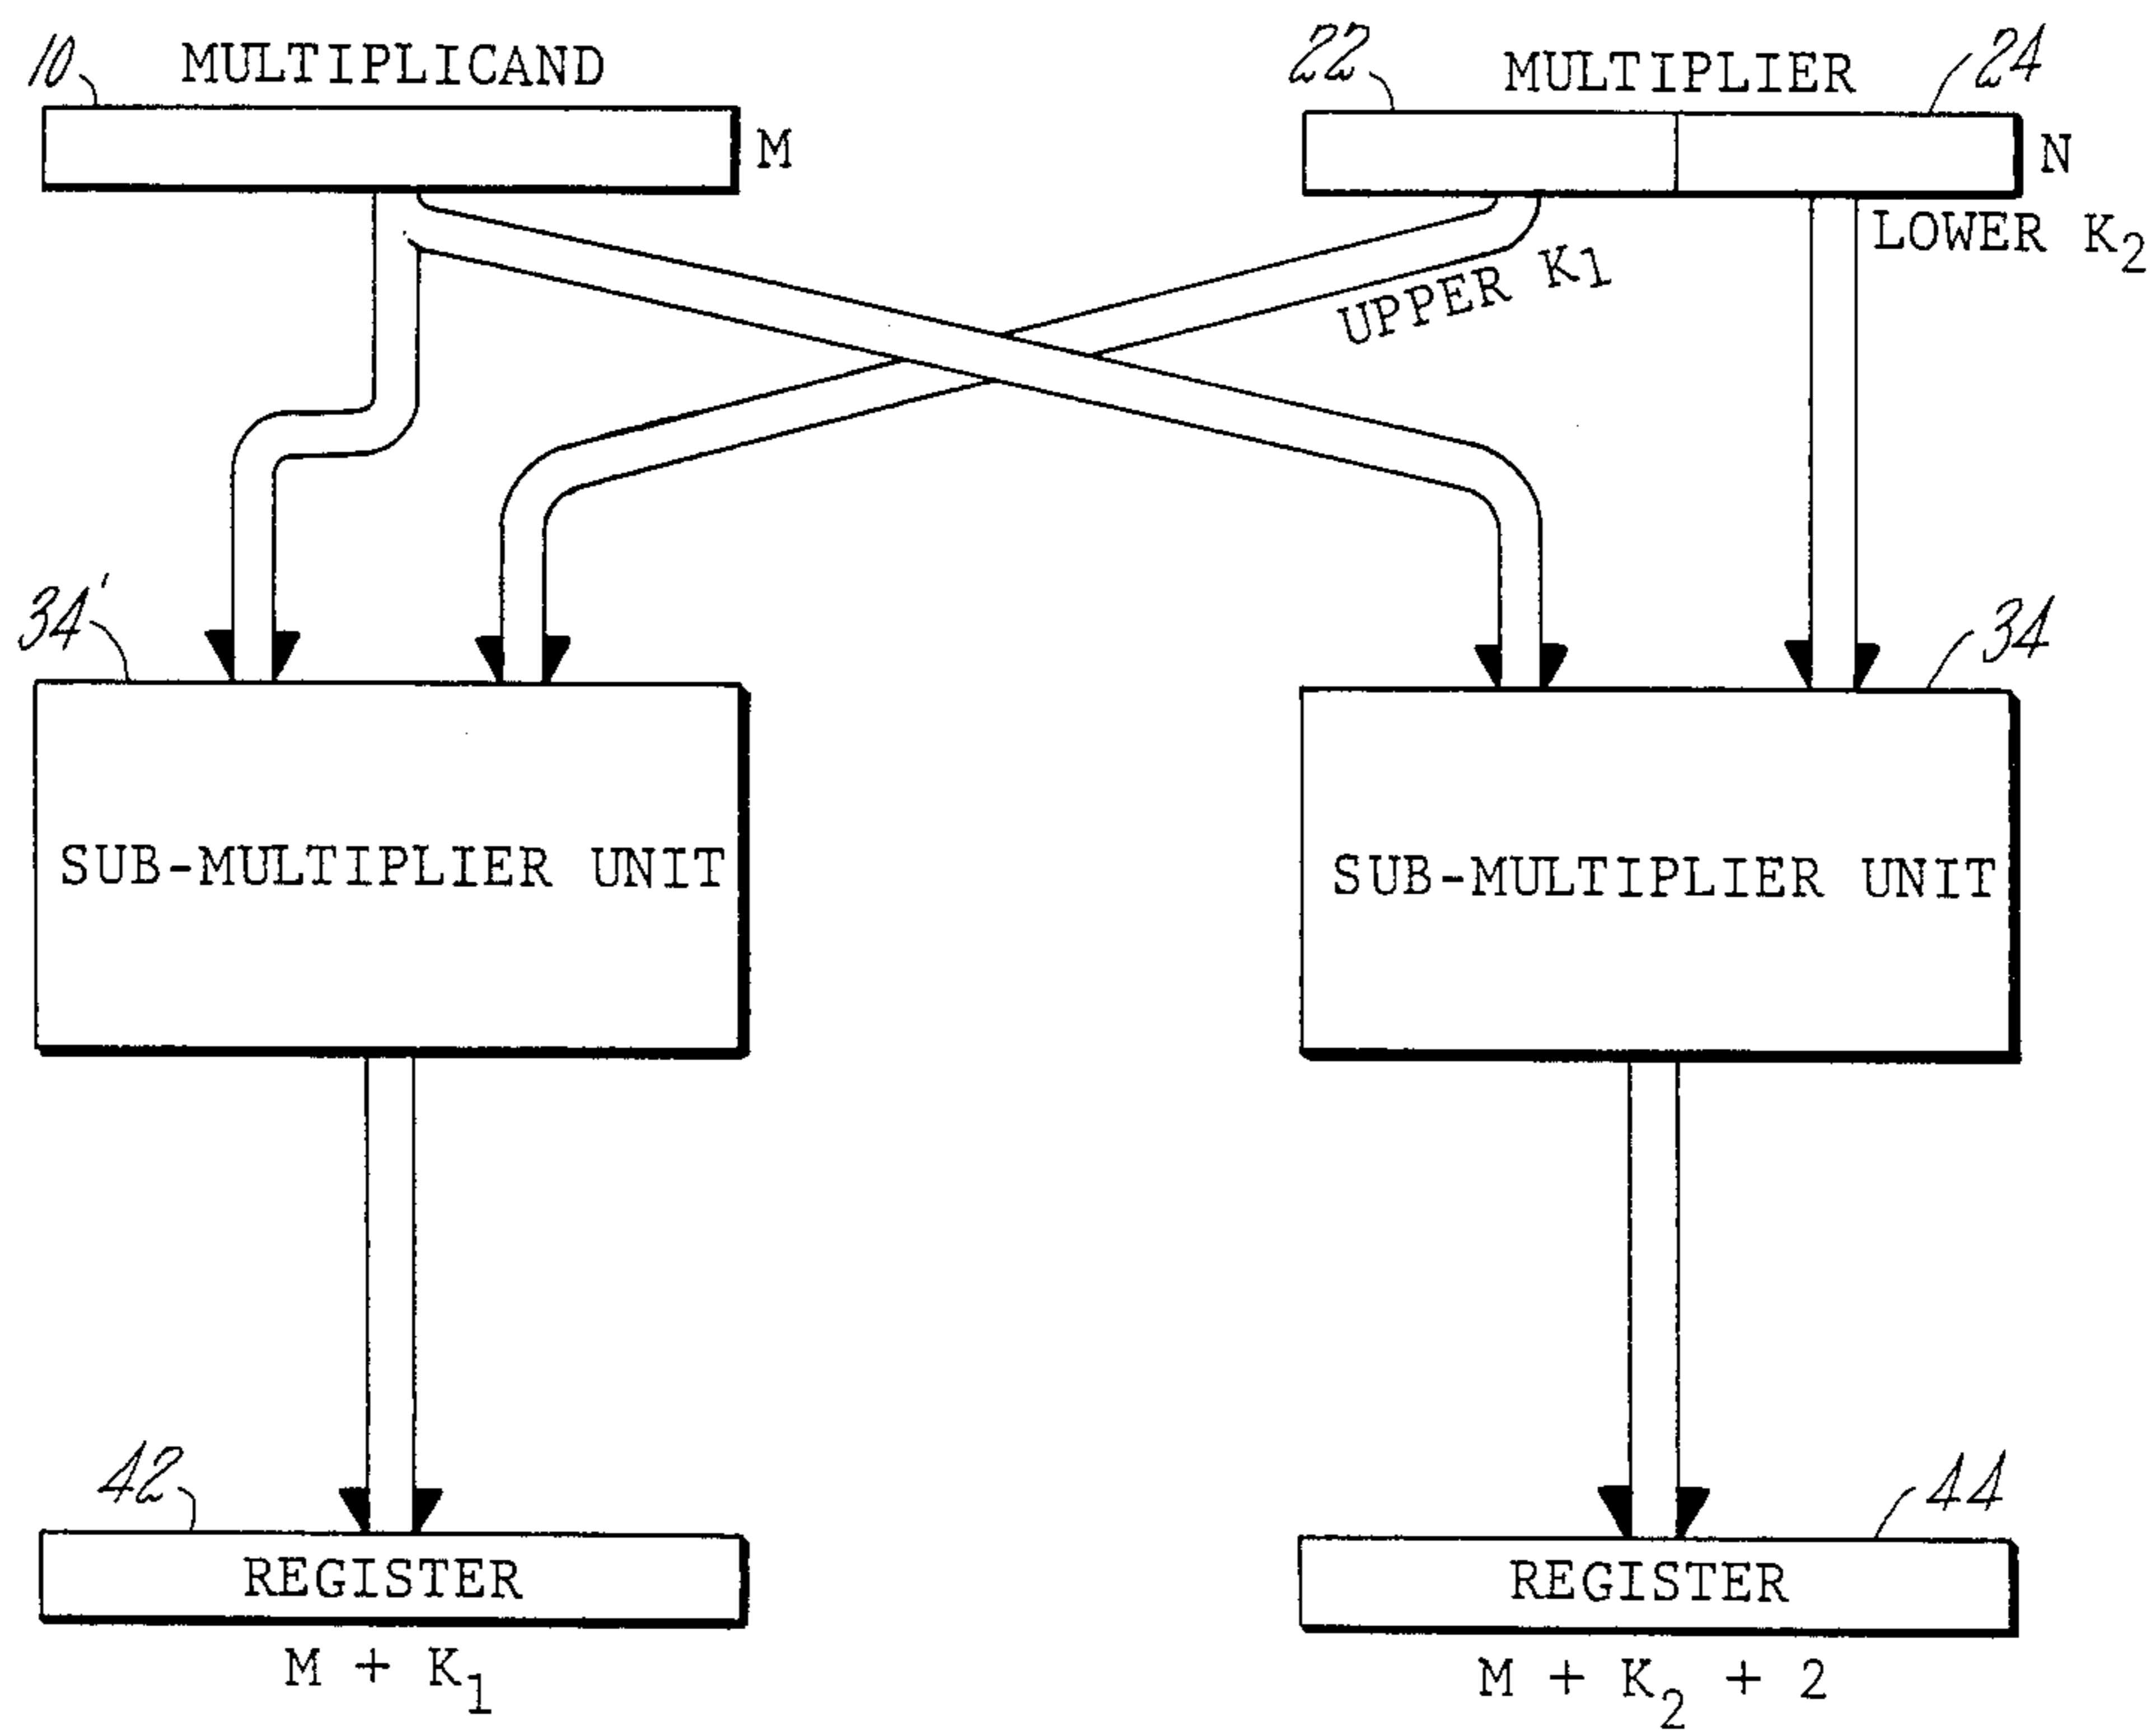 10 MULTIPLICAND
M
22 MULTIPLIER 24
N
LOWER K₂
UPPER K₁
34'
34
SUB-MULTIPLIER UNIT
SUB-MULTIPLIER UNIT
42
44
REGISTER
REGISTER
M + K₁
M + K₂ + 2